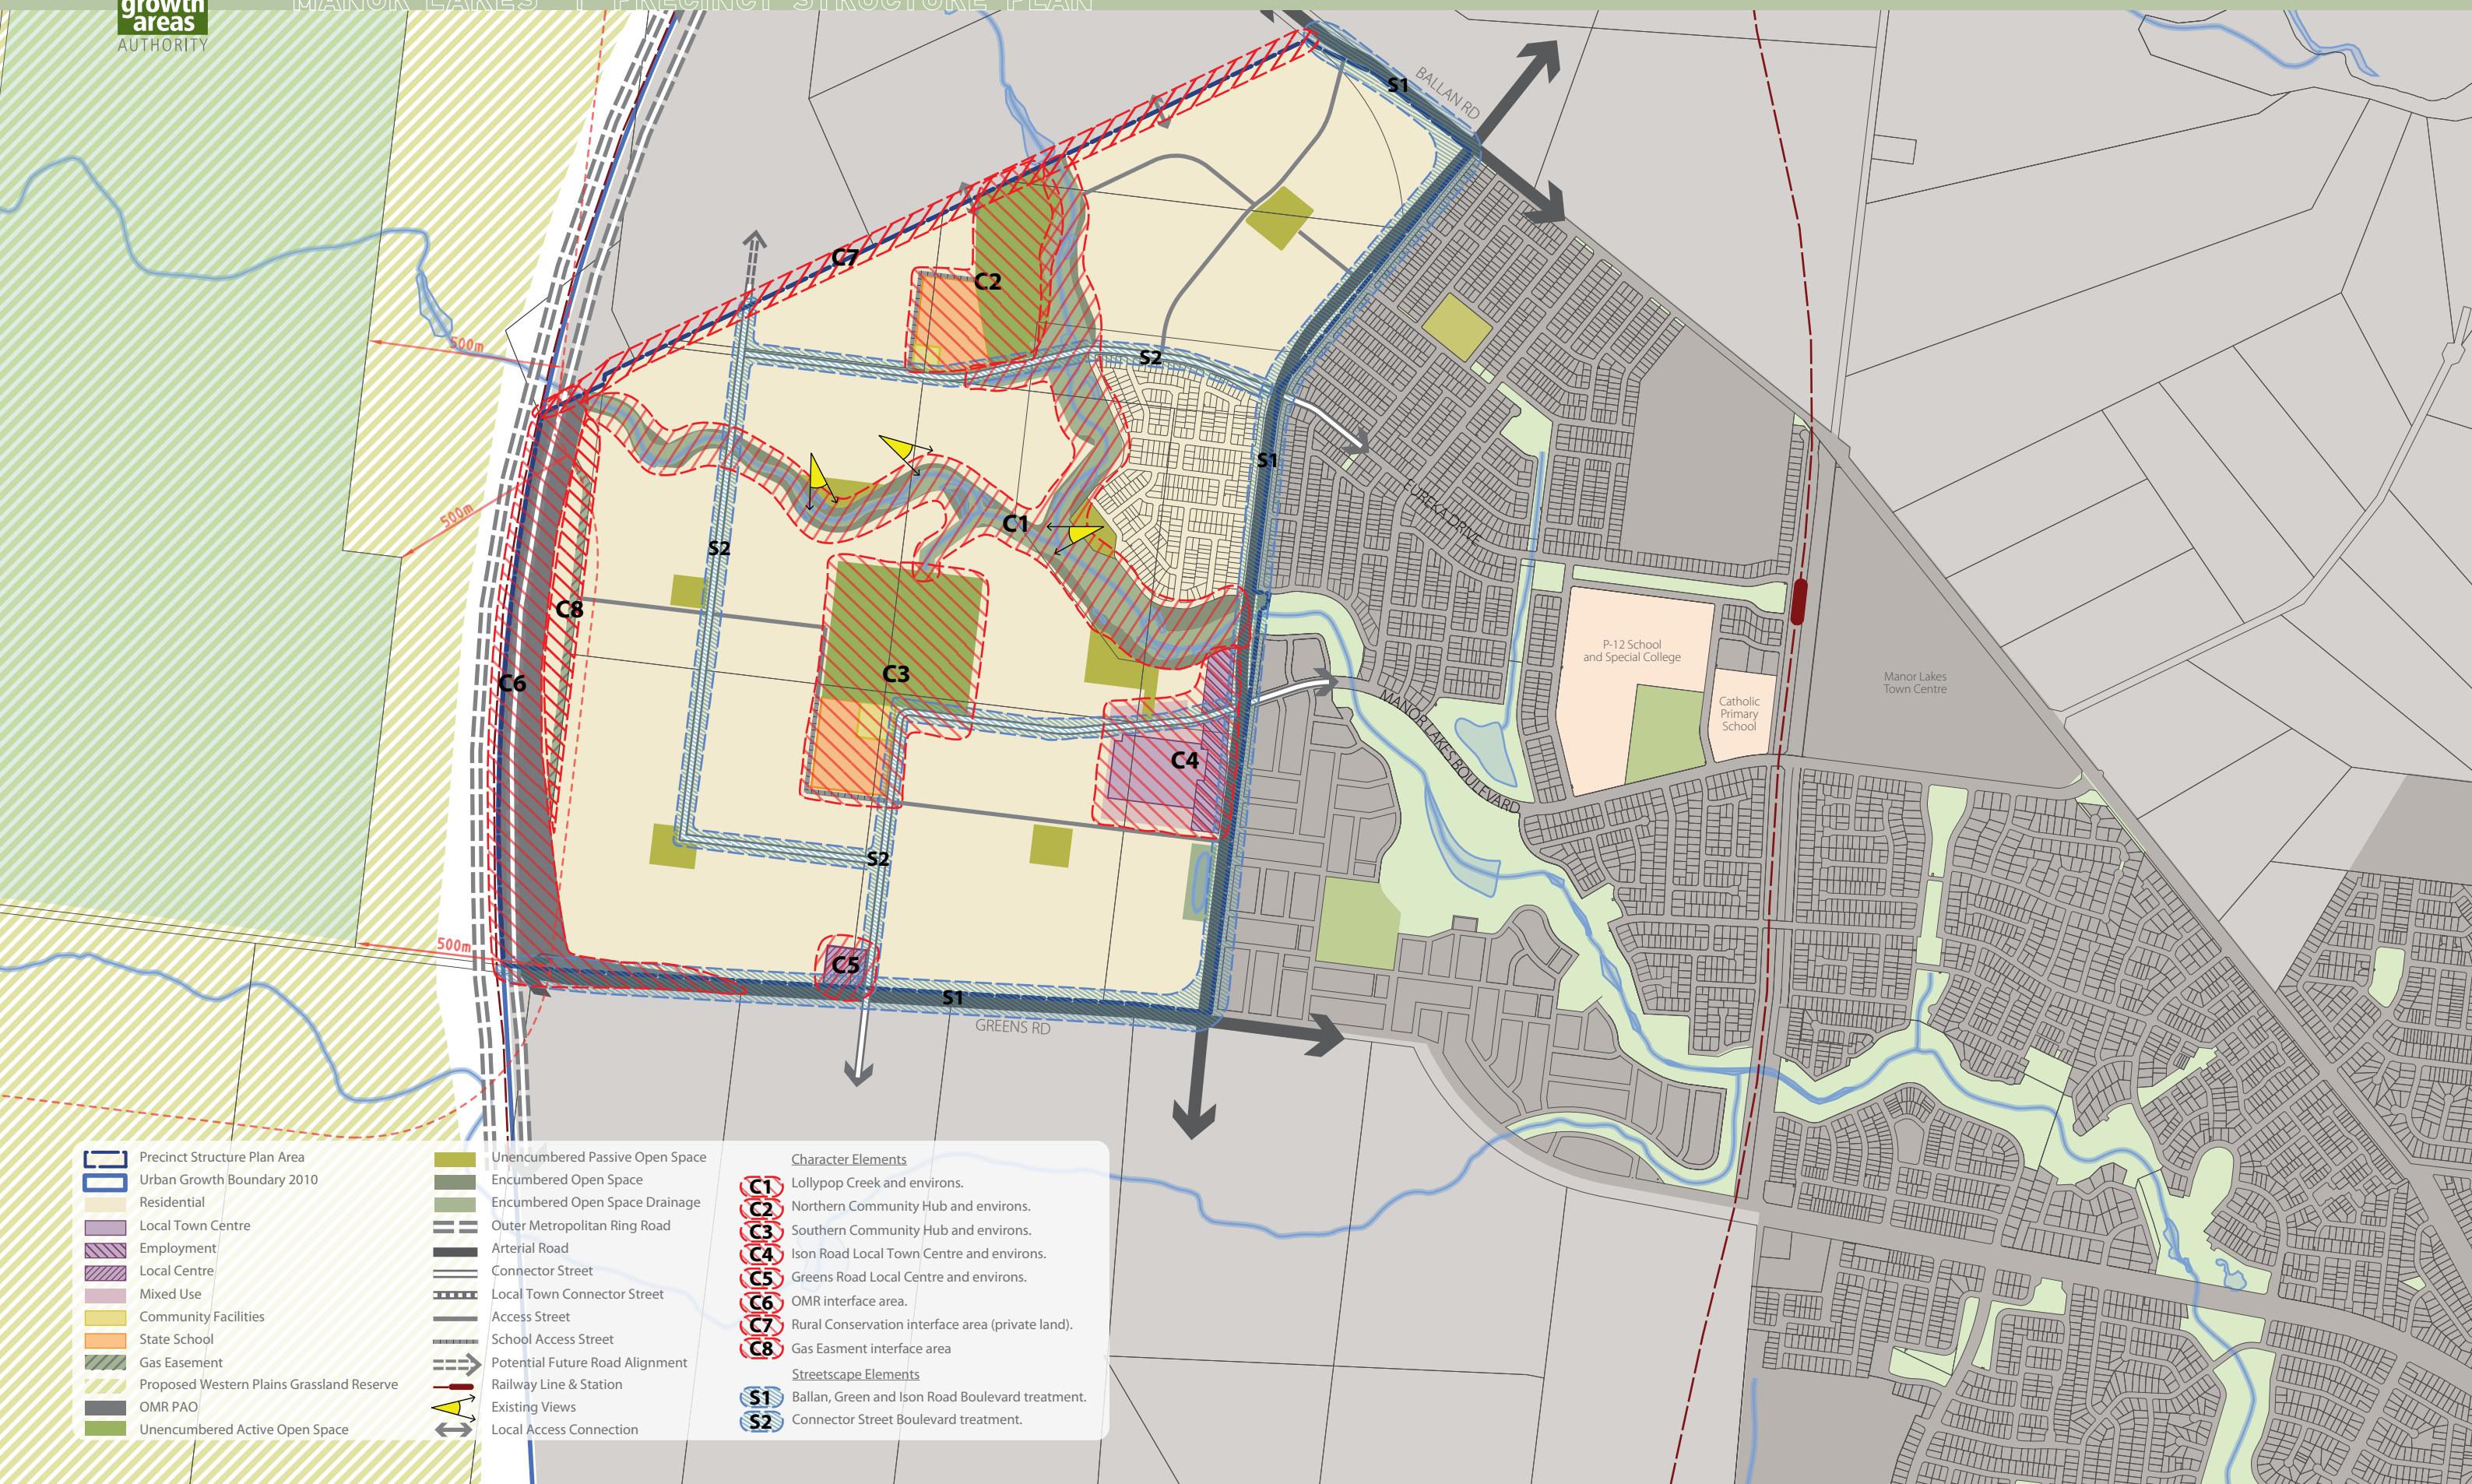 MANOR LAKES
PRECINCT STRUCTURE PLAN
growth
areas
AUTHORITY
S1
BALLAN RD
C7
C2
500m
S2
S1
C1
EUREKA DRIVE
500m
S2
C8
P-12 School
and Special College
C3
C6
Manor Lakes
Town Centre
Catholic
Primary
School
MANOR LAKES BOULEVARD
C4
S2
500m
C5
S1
GREENS RD
Precinct Structure Plan Area
Urban Growth Boundary 2010
Residential
Local Town Centre
Employment
Local Centre
Mixed Use
Community Facilities
State School
Gas Easement
Proposed Western Plains Grassland Reserve
OMR PAO
Unencumbered Active Open Space
Unencumbered Passive Open Space
Encumbered Open Space
Encumbered Open Space Drainage
Outer Metropolitan Ring Road
Arterial Road
Connector Street
Local Town Connector Street
Access Street
School Access Street
Potential Future Road Alignment
Railway Line & Station
Existing Views
Local Access Connection
Character Elements
C1 Lollypop Creek and environs.
C2 Northern Community Hub and environs.
C3 Southern Community Hub and environs.
C4 Ison Road Local Town Centre and environs.
C5 Greens Road Local Centre and environs.
C6 OMR interface area.
C7 Rural Conservation interface area (private land).
C8 Gas Easment interface area
Streetscape Elements
S1 Ballan, Green and Ison Road Boulevard treatment.
S2 Connector Street Boulevard treatment.